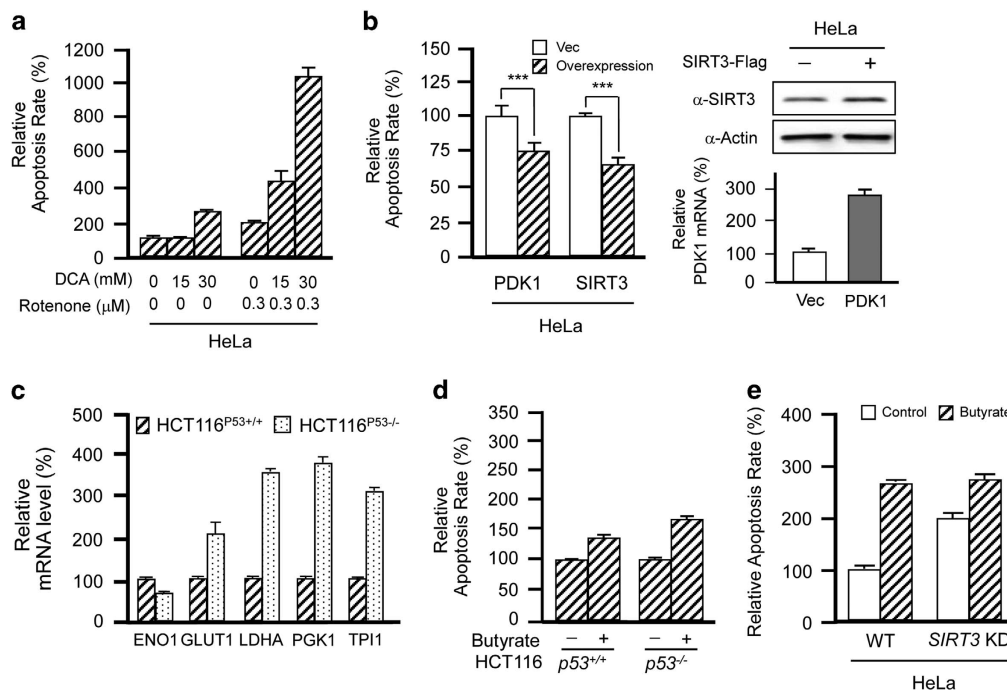 a
Relative
Apoptosis Rate (%)
1200
1000
800
600
400
200
0
DCA (mM) 0 15 30 0 15 30
Rotenone (μM) 0 0 0 0.3 0.3 0.3
HeLa
b
Relative
Apoptosis Rate (%)
150
125
100
75
50
25
0
Vec
Overexpression
*** ***
PDK1 SIRT3
HeLa
HeLa
SIRT3-Flag − +
α-SIRT3
α-Actin
Relative
PDK1 mRNA (%)
300
200
100
0
Vec PDK1
c
Relative
mRNA level (%)
500
400
300
200
100
0
HCT116P53+/+ HCT116P53-/-
ENO1 GLUT1 LDHA PGK1 TPI1
d
Relative
Apoptosis Rate (%)
350
300
250
200
150
100
50
0
Butyrate − + − +
HCT116 p53+/+ p53-/-
e
Relative Apoptosis Rate (%)
400
300
200
100
0
Control Butyrate
WT SIRT3 KD
HeLa